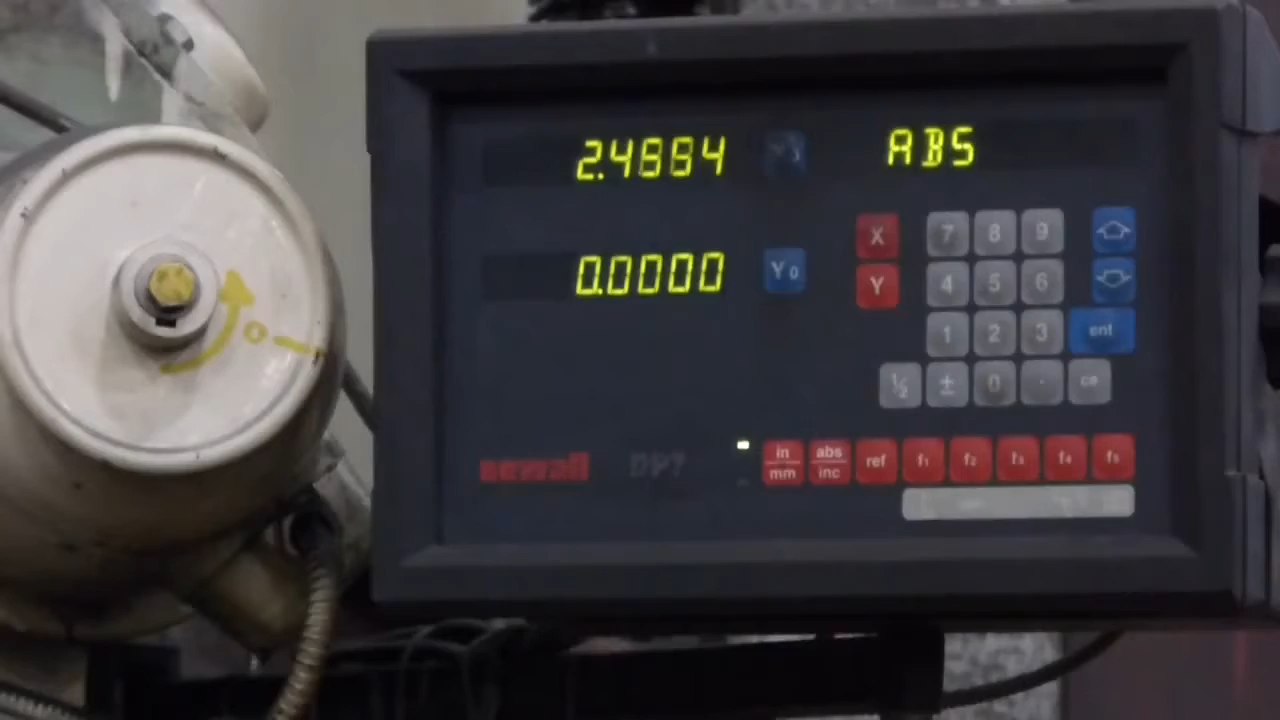 2.4884 ABS
0.0000 Y0
X 7 8 9
Y 4 5 6
1 2 3 ent
½ ± 0 . ce
newall DP7 in/mm abs/inc ref f1 f2 f3 f4 f5